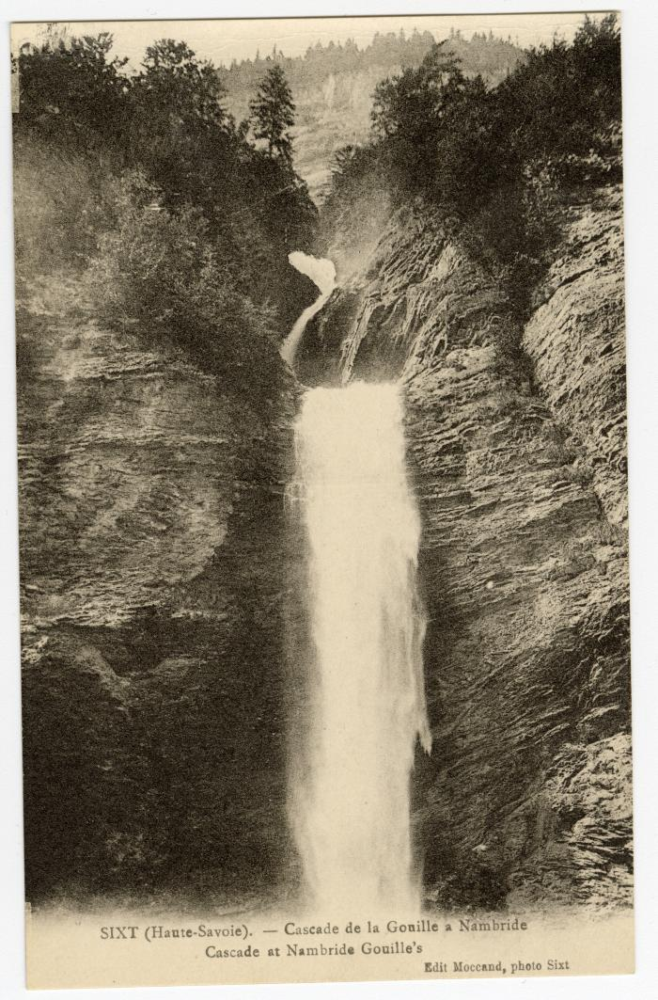 SIXT (Haute-Savoie). — Cascade de la Gouille a Nambride
Cascade at Nambride Gouille's
Edit Moccand, photo Sixt